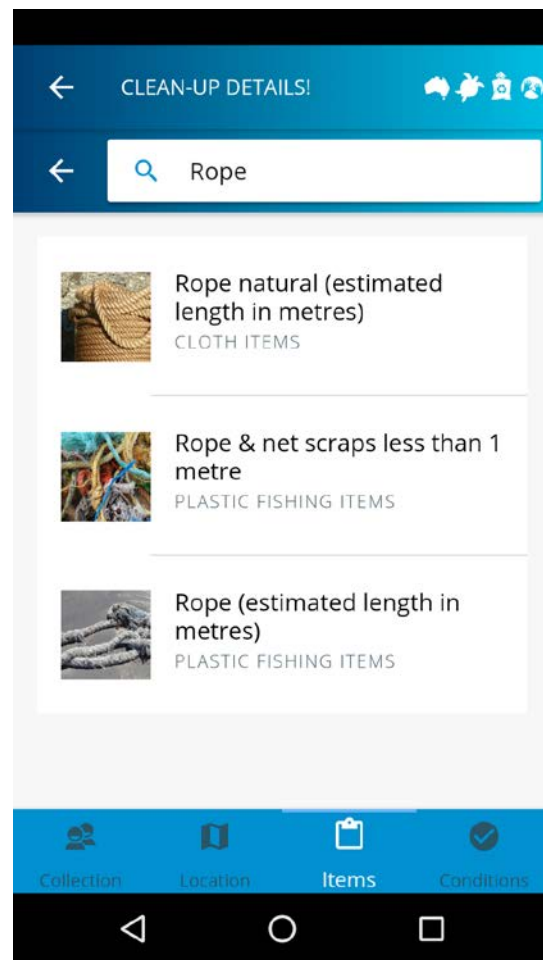 CLEAN-UP DETAILS!
Rope
Rope natural (estimated
length in metres)
CLOTH ITEMS
Rope & net scraps less than 1
metre
PLASTIC FISHING ITEMS
Rope (estimated length in
metres)
PLASTIC FISHING ITEMS
Collection Location Items Conditions